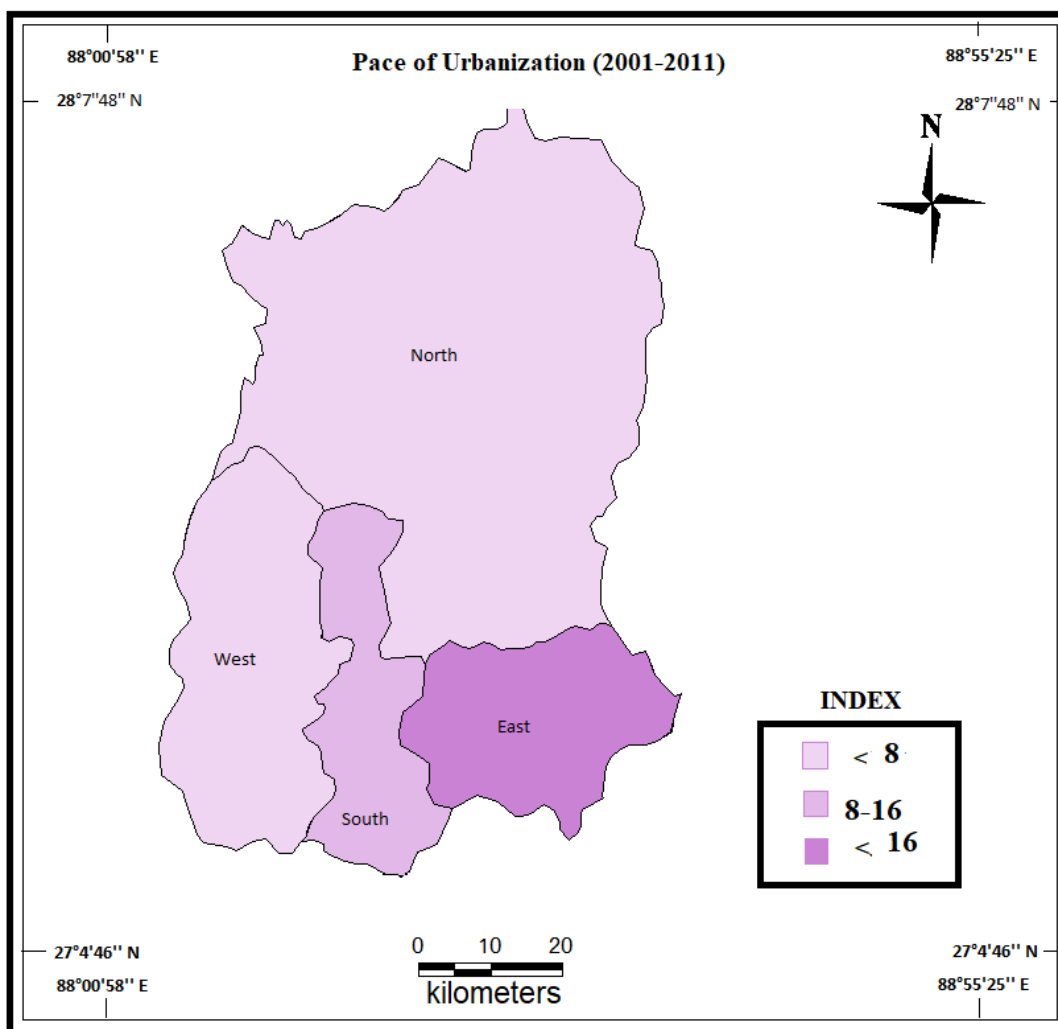 88°00'58'' E
88°55'25'' E
Pace of Urbanization (2001-2011)
28°7''48'' N
28°7''48'' N
N
North
West
East
South
INDEX
< 8
8-16
< 16
0 10 20
kilometers
27°4'46'' N
27°4'46'' N
88°00'58'' E
88°55'25'' E